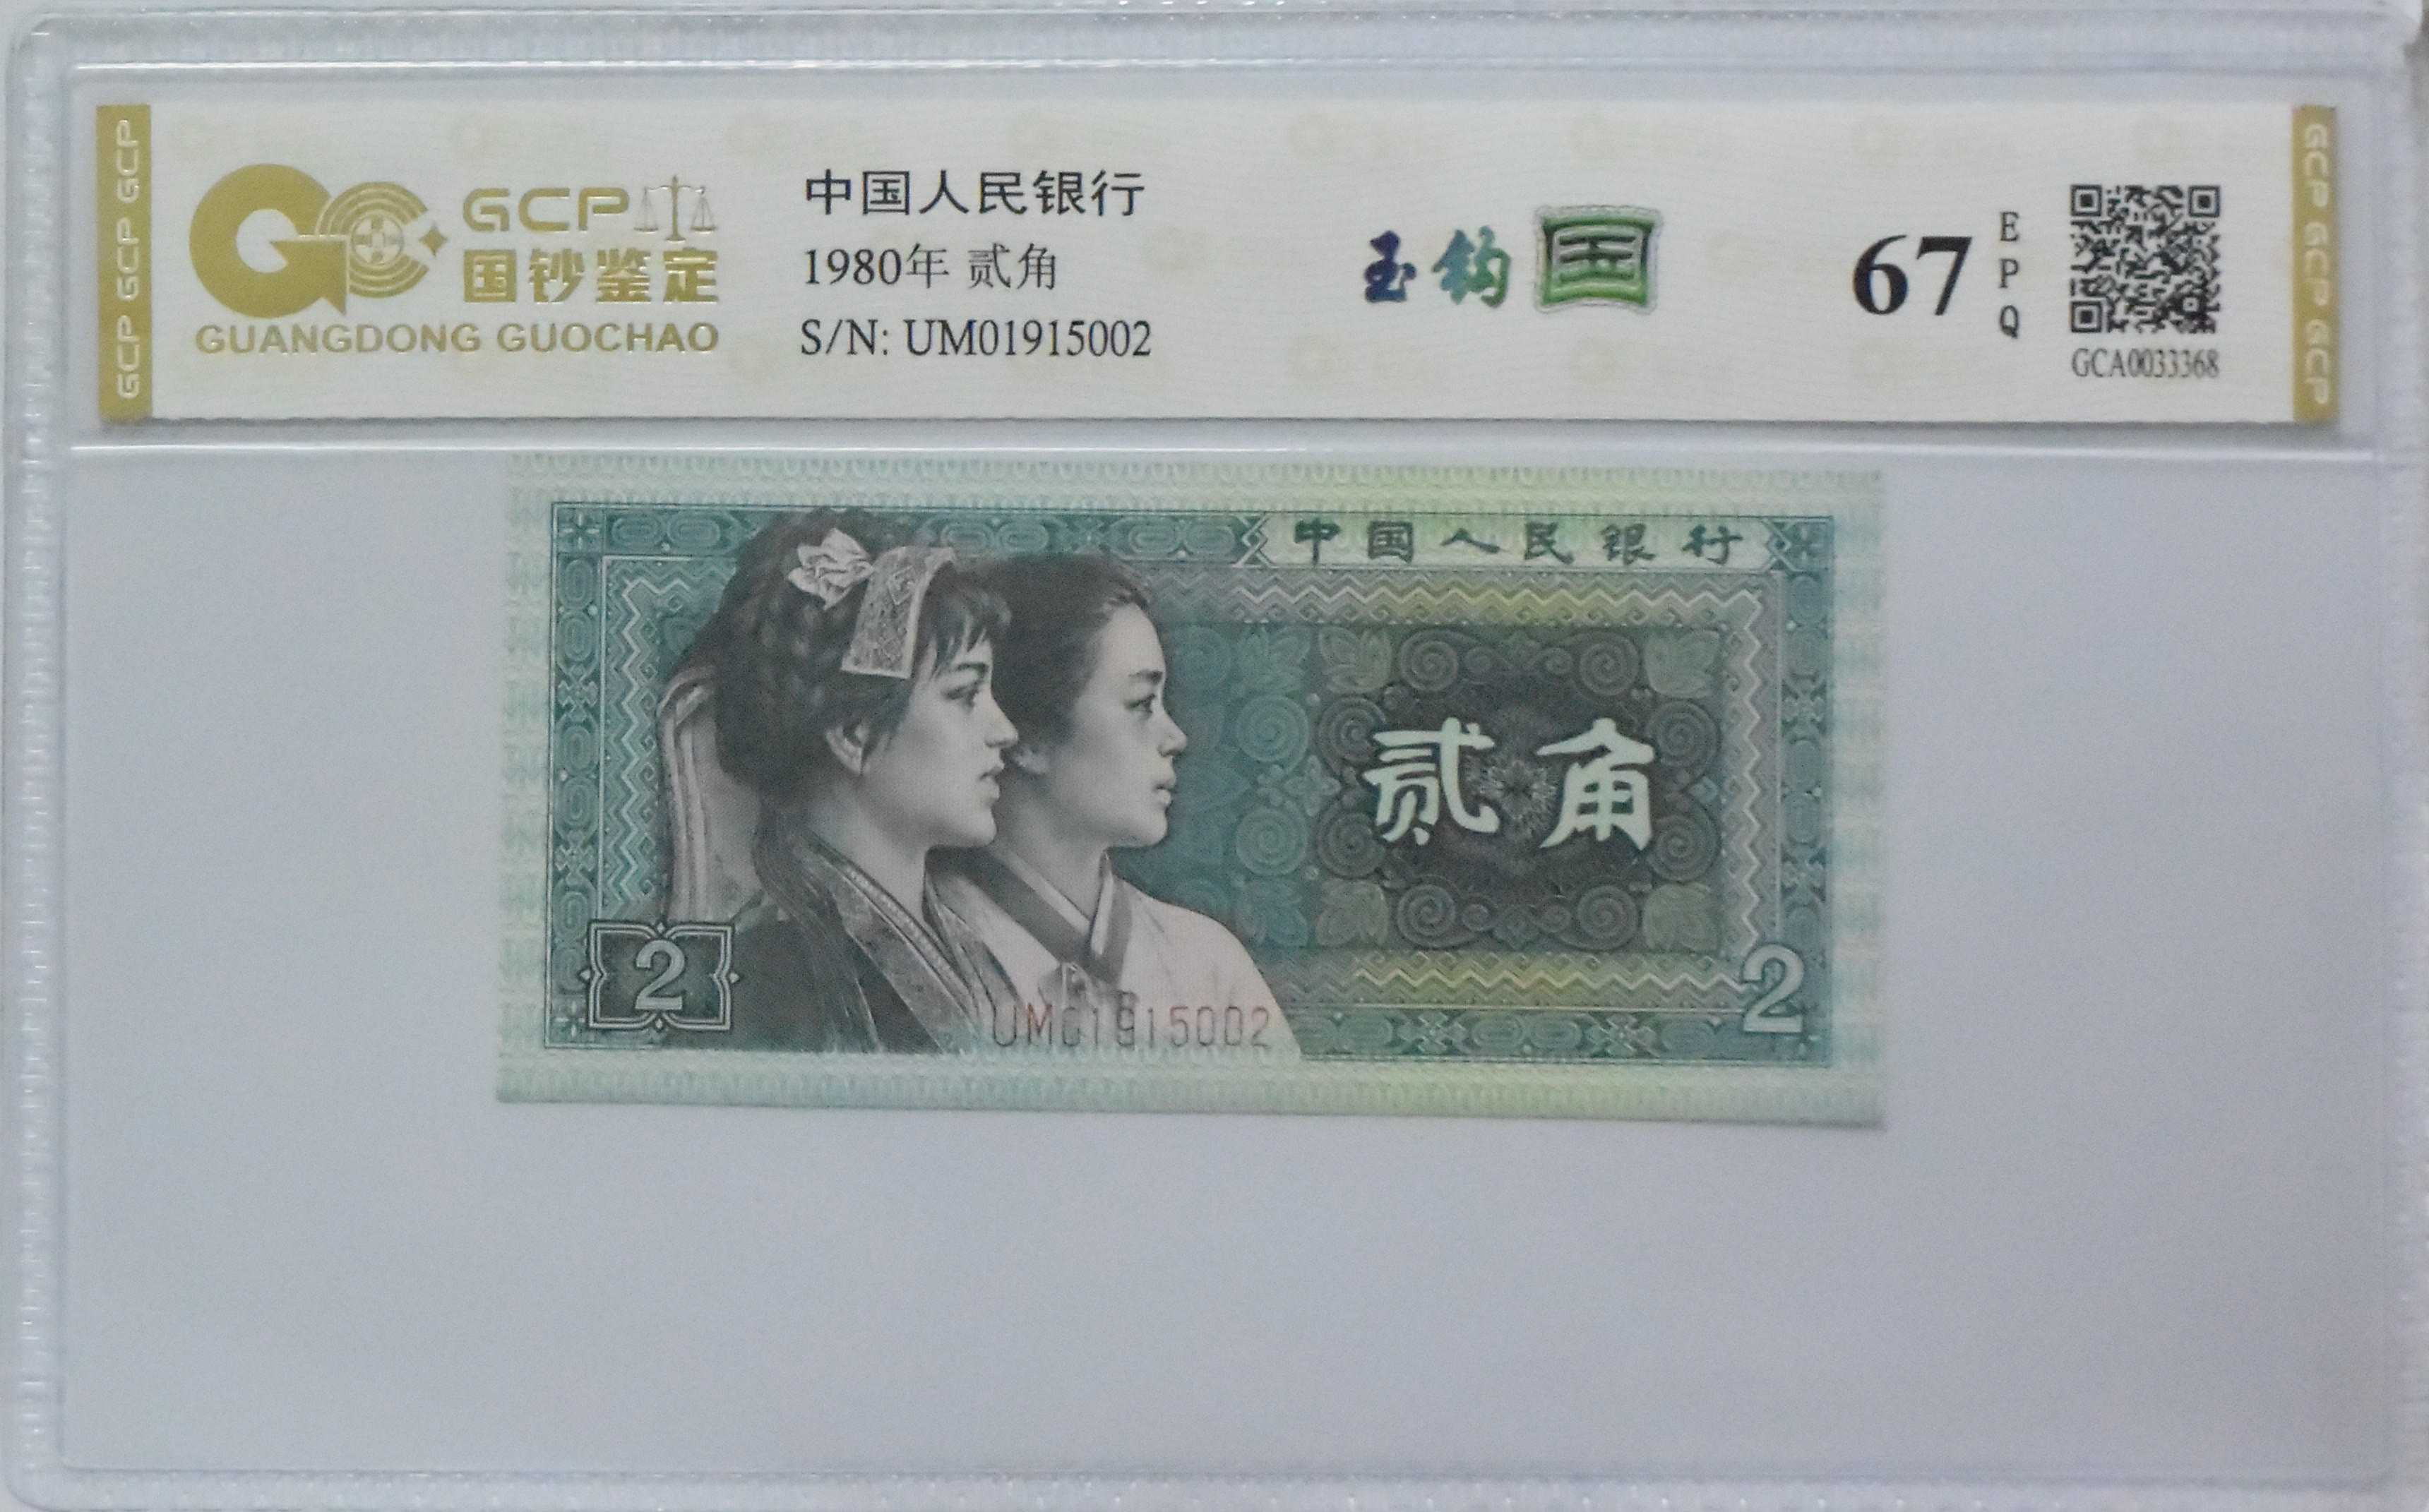 GCP GCP GCP
GCP
国钞鉴定
GUANGDONG GUOCHAO
中国人民银行
1980年 贰角
S/N: UM01915002
玉钩国
67
EPQ
GCA0033368
GCP GCP GCP
中国人民银行
贰角
2
2
UM01915002